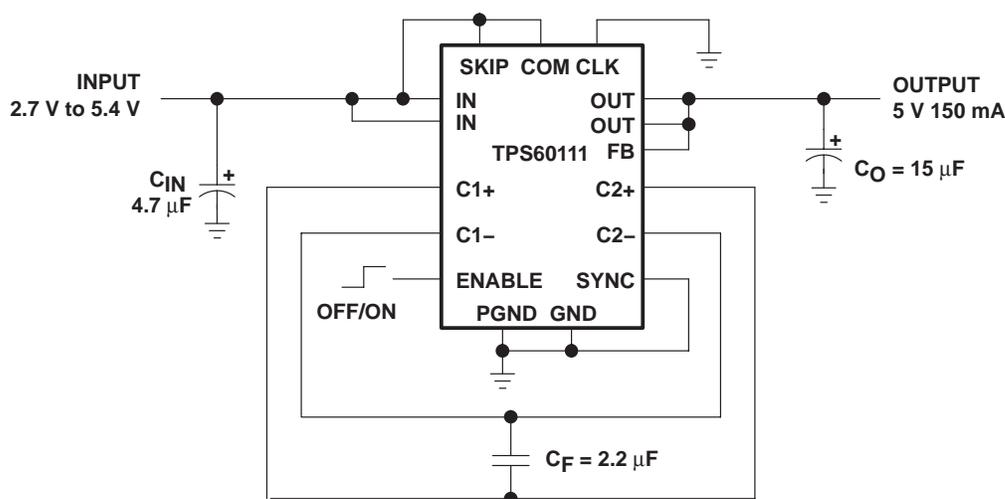 SKIP COM CLK
INPUT
2.7 V to 5.4 V
OUTPUT
5 V 150 mA
IN
OUT
IN
OUT
TPS60111
FB
CIN
4.7 μF
+
CO = 15 μF
+
C1+
C2+
C1–
C2–
ENABLE
SYNC
OFF/ON
PGND GND
CF = 2.2 μF